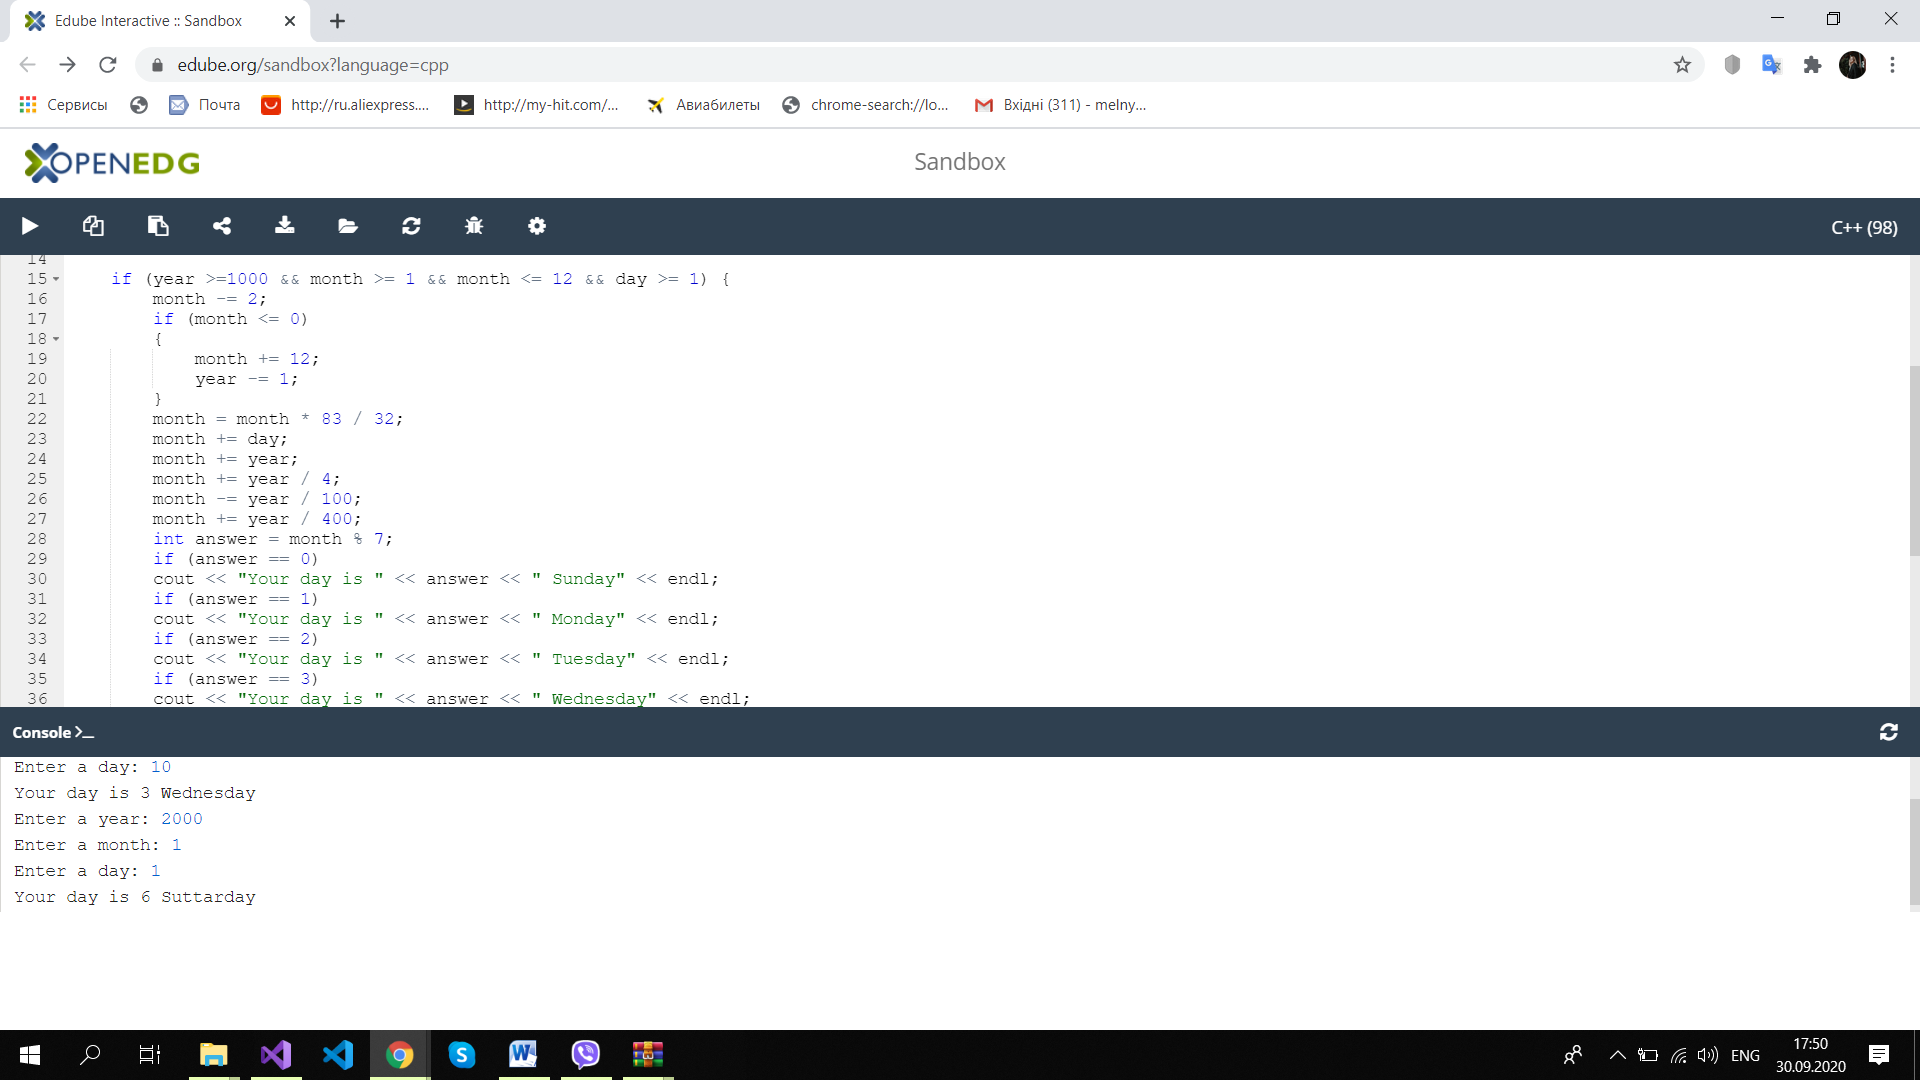 Edube Interactive :: Sandbox
edube.org/sandbox?language=cpp
Сервисы Почта http://ru.aliexpress.... http://my-hit.com/... Авиабилеты chrome-search://lo... Вхідні (311) - melny...
OPENEDG Sandbox
C++ (98)
14
15 if (year >=1000 && month >= 1 && month <= 12 && day >= 1) {
16 month -= 2;
17 if (month <= 0)
18 {
19 month += 12;
20 year -= 1;
21 }
22 month = month * 83 / 32;
23 month += day;
24 month += year;
25 month += year / 4;
26 month -= year / 100;
27 month += year / 400;
28 int answer = month % 7;
29 if (answer == 0)
30 cout << "Your day is " << answer << " Sunday" << endl;
31 if (answer == 1)
32 cout << "Your day is " << answer << " Monday" << endl;
33 if (answer == 2)
34 cout << "Your day is " << answer << " Tuesday" << endl;
35 if (answer == 3)
36 cout << "Your day is " << answer << " Wednesday" << endl;
Console >_
Enter a day: 10
Your day is 3 Wednesday
Enter a year: 2000
Enter a month: 1
Enter a day: 1
Your day is 6 Suttarday
ENG
17:50
30.09.2020